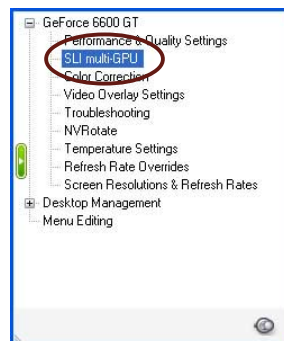 GeForce 6600 GT
Performance & Quality Settings
SLI multi-GPU
Color Correction
Video Overlay Settings
Troubleshooting
NVRotate
Temperature Settings
Refresh Rate Overrides
Screen Resolutions & Refresh Rates
Desktop Management
Menu Editing